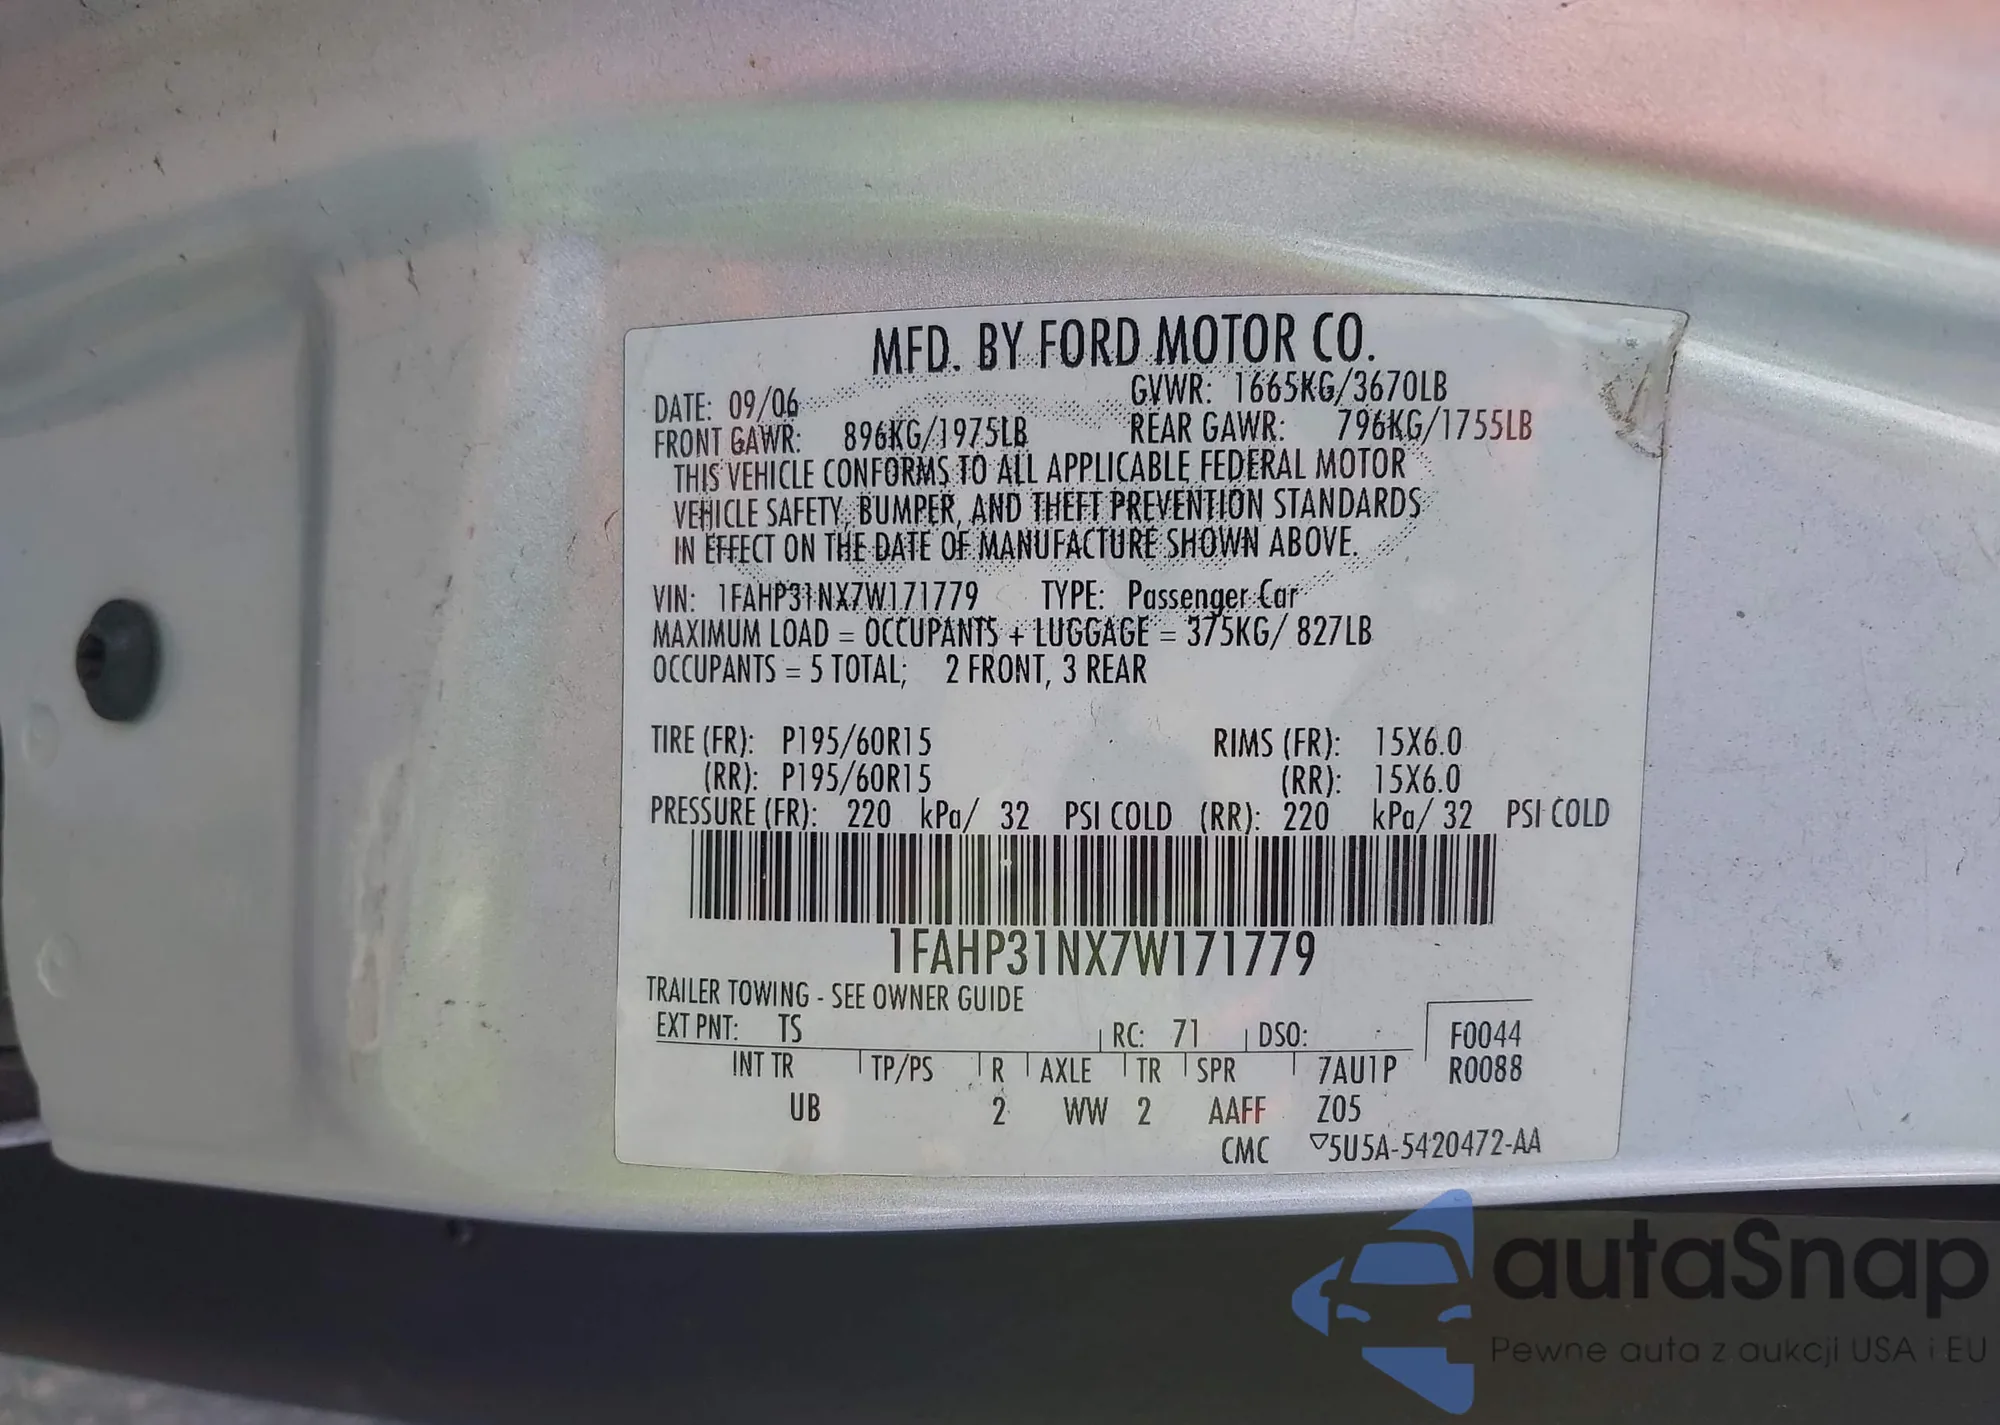 MFD. BY FORD MOTOR CO.
DATE: 09/06 GVWR: 1665KG/3670LB
FRONT GAWR: 896KG/1975LB REAR GAWR: 796KG/1755LB
THIS VEHICLE CONFORMS TO ALL APPLICABLE FEDERAL MOTOR
VEHICLE SAFETY, BUMPER, AND THEFT PREVENTION STANDARDS
IN EFFECT ON THE DATE OF MANUFACTURE SHOWN ABOVE.
VIN: 1FAHP31NX7W171779 TYPE: Passenger Car
MAXIMUM LOAD = OCCUPANTS + LUGGAGE = 375KG/ 827LB
OCCUPANTS = 5 TOTAL; 2 FRONT, 3 REAR
TIRE (FR): P195/60R15 RIMS (FR): 15X6.0
(RR): P195/60R15 (RR): 15X6.0
PRESSURE (FR): 220 kPa/ 32 PSI COLD (RR): 220 kPa/ 32 PSI COLD
1FAHP31NX7W171779
TRAILER TOWING - SEE OWNER GUIDE
EXT PNT: TS RC: 71 DSO: F0044
INT TR TP/PS R AXLE TR SPR 7AU1P R0088
UB 2 WW 2 AAFF Z05
CMC ▽5U5A-5420472-AA
autaSnap
Pewne auta z aukcji USA i EU